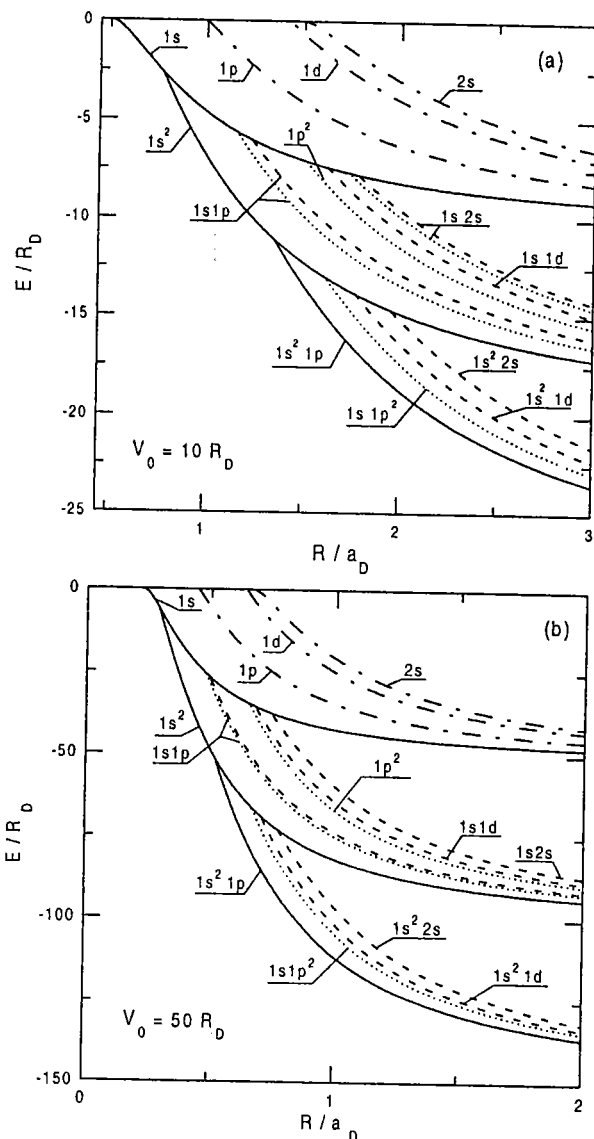 0
-5
-10
-15
-20
-25
E / R_D
1s
1p
1d
2s
(a)
1s²
1p²
1s1p
1s 2s
1s 1d
1s² 1p
1s² 2s
1s² 1d
1s 1p²
V₀ = 10 R_D
1
2
3
R / a_D
0
-50
-100
-150
E / R_D
1s
1d
1p
2s
(b)
1s²
1s1p
1p²
1s1d
1s2s
1s² 1p
1s² 2s
1s1p²
1s² 1d
V₀ = 50 R_D
0
1
2
R / a_D